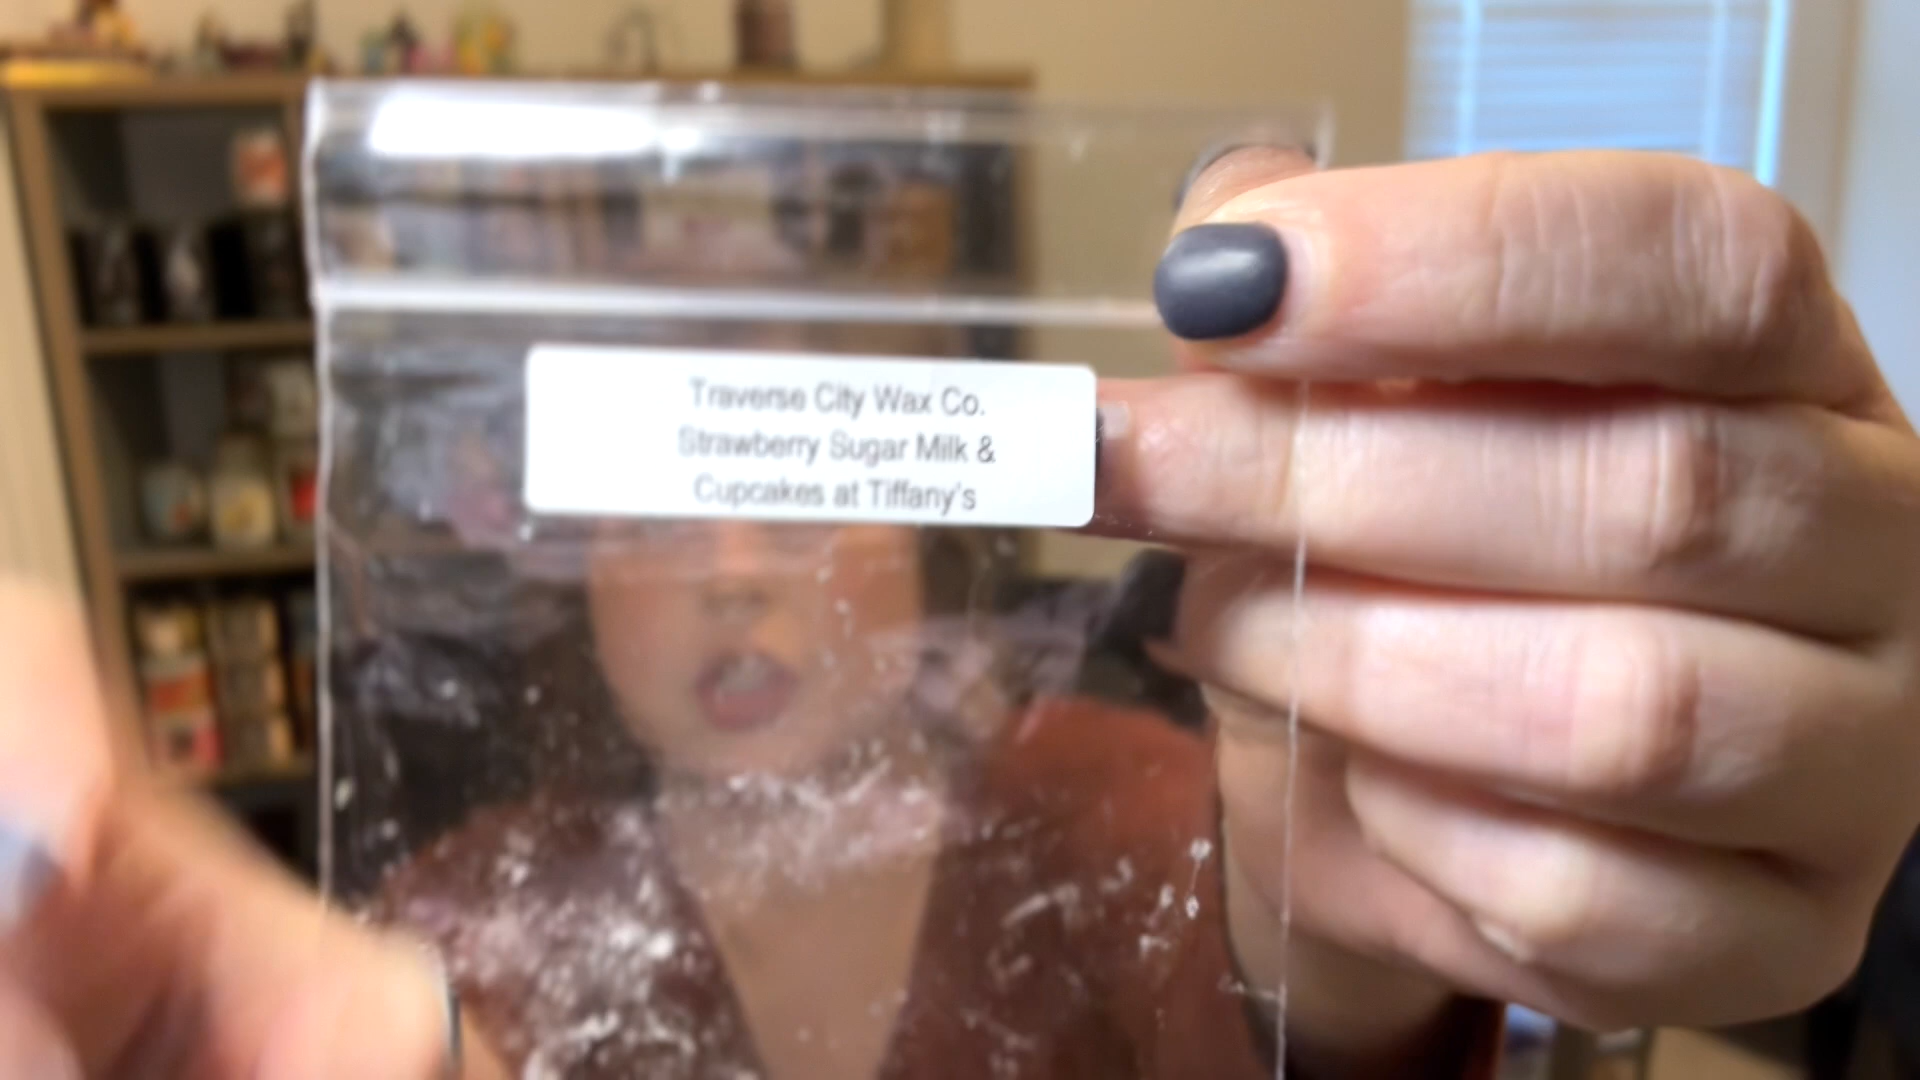 Traverse City Wax Co.
Strawberry Sugar Milk &
Cupcakes at Tiffany's